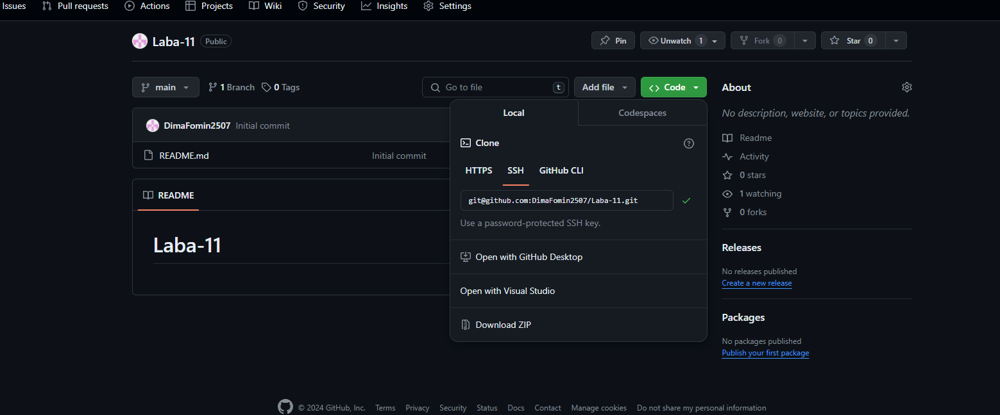 Issues Pull requests Actions Projects Wiki Security Insights Settings
Laba-11 Public Pin Unwatch 1 Fork 0 Star 0
main 1 Branch 0 Tags Go to file t Add file Code
DimaFomin2507 Initial commit
README.md Initial commit
README
Laba-11
Local Codespaces
Clone
HTTPS SSH GitHub CLI
git@github.com:DimaFomin2507/Laba-11.git
Use a password-protected SSH key.
Open with GitHub Desktop
Open with Visual Studio
Download ZIP
About
No description, website, or topics provided.
Readme
Activity
0 stars
1 watching
0 forks
Releases
No releases published
Create a new release
Packages
No packages published
Publish your first package
© 2024 GitHub, Inc. Terms Privacy Security Status Docs Contact Manage cookies Do not share my personal information